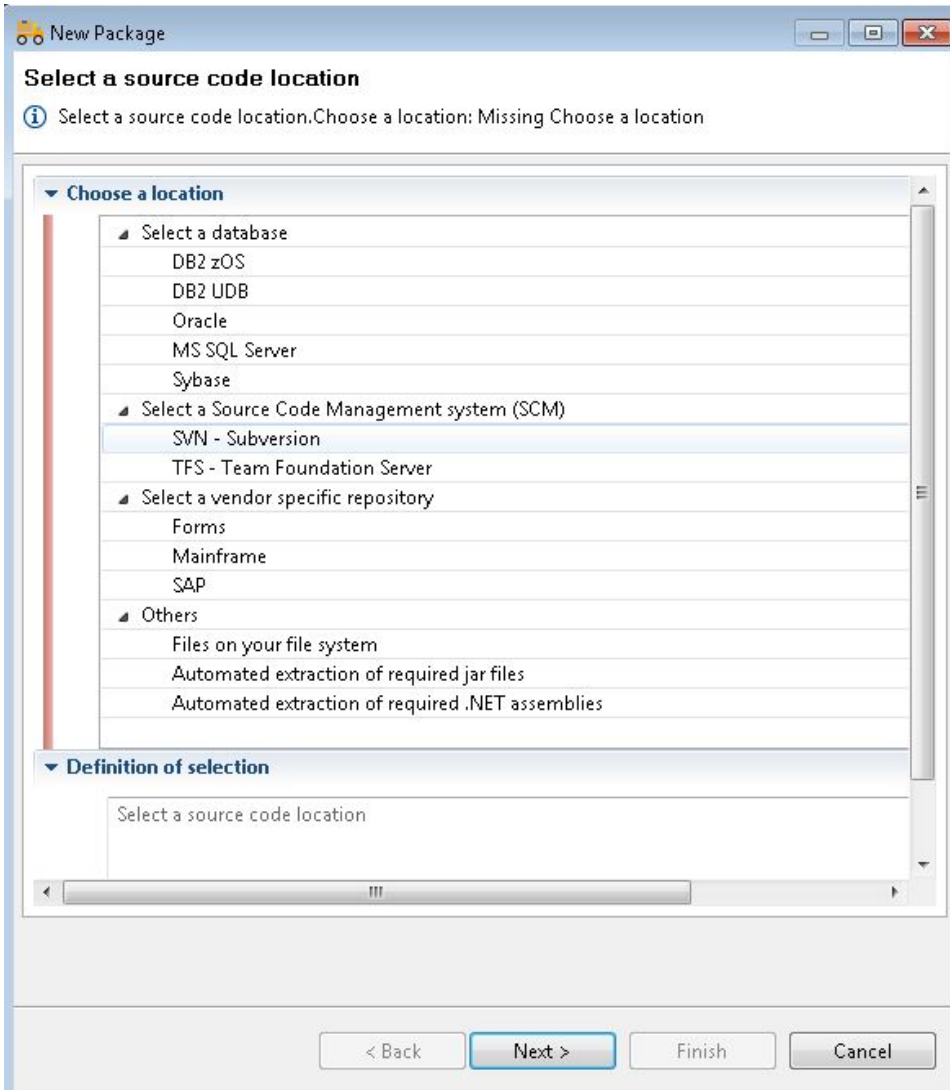 New Package
Select a source code location
Select a source code location.Choose a location: Missing Choose a location
Choose a location
Select a database
DB2 zOS
DB2 UDB
Oracle
MS SQL Server
Sybase
Select a Source Code Management system (SCM)
SVN - Subversion
TFS - Team Foundation Server
Select a vendor specific repository
Forms
Mainframe
SAP
Others
Files on your file system
Automated extraction of required jar files
Automated extraction of required .NET assemblies
Definition of selection
Select a source code location
< Back Next > Finish Cancel